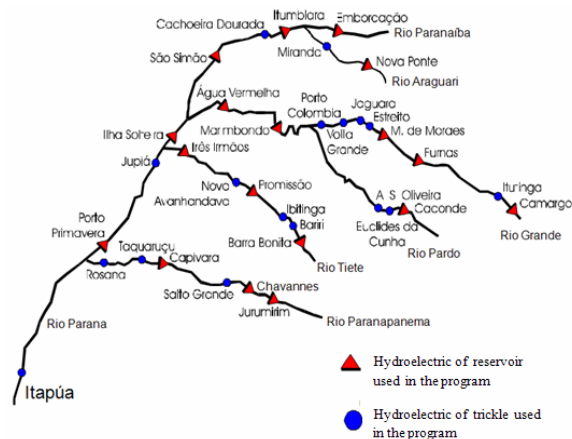 Itumbiara
Emborcação
Cachoeira Dourada
Rio Paranaíba
Miranda
São Simão
Nova Ponte
Rio Araguari
Água Vermelha
Porto
Colombia
Jaguara
Estreito
Marimbondo
Volta
Grande
M. de Moraes
Ilha Solteira
Irês Irmãos
Furnas
Jupiá
Novo
Avanhandava
Promissão
A. S. Oliveira
Caconde
Ituringa
Camargo
Ibitinga
Bariri
Euclides da
Cunha
Rio Grande
Porto
Primavera
Barra Bonita
Rio Pardo
Taquaruçu
Capivara
Rio Tiete
Rosana
Salto Grande
Chavannes
Jurumirim
Rio Parana
Rio Paranapanema
Itapúa
Hydroelectric of reservoir
used in the program
Hydroelectric of trickle used
in the program